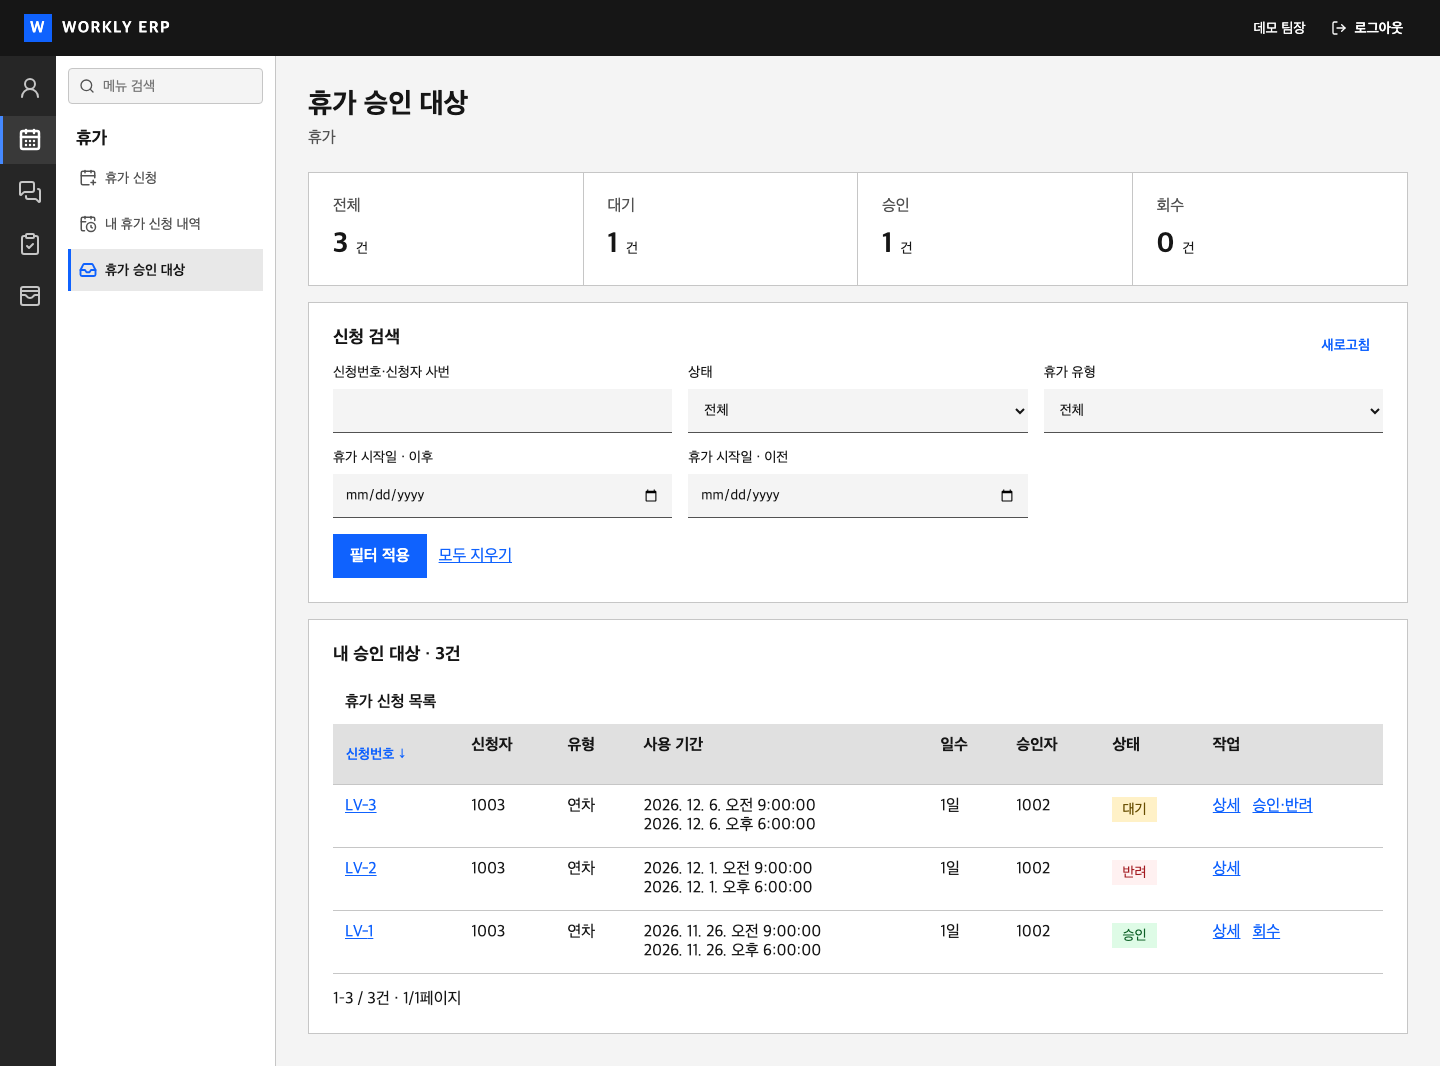 W WORKLY ERP
데모 팀장
로그아웃
메뉴 검색
휴가
휴가 신청
내 휴가 신청 내역
휴가 승인 대상
휴가 승인 대상
휴가
전체
3 건
대기
1 건
승인
1 건
회수
0 건
신청 검색
새로고침
신청번호·신청자 사번
상태
전체
휴가 유형
전체
휴가 시작일 · 이후
mm/dd/yyyy
휴가 시작일 · 이전
mm/dd/yyyy
필터 적용
모두 지우기
내 승인 대상 · 3건
휴가 신청 목록
신청번호 ↓ 신청자 유형 사용 기간 일수 승인자 상태 작업
LV-3 1003 연차 2026. 12. 6. 오전 9:00:00 1일 1002 대기 상세 승인·반려
2026. 12. 6. 오후 6:00:00
LV-2 1003 연차 2026. 12. 1. 오전 9:00:00 1일 1002 반려 상세
2026. 12. 1. 오후 6:00:00
LV-1 1003 연차 2026. 11. 26. 오전 9:00:00 1일 1002 승인 상세 회수
2026. 11. 26. 오후 6:00:00
1-3 / 3건 · 1/1페이지